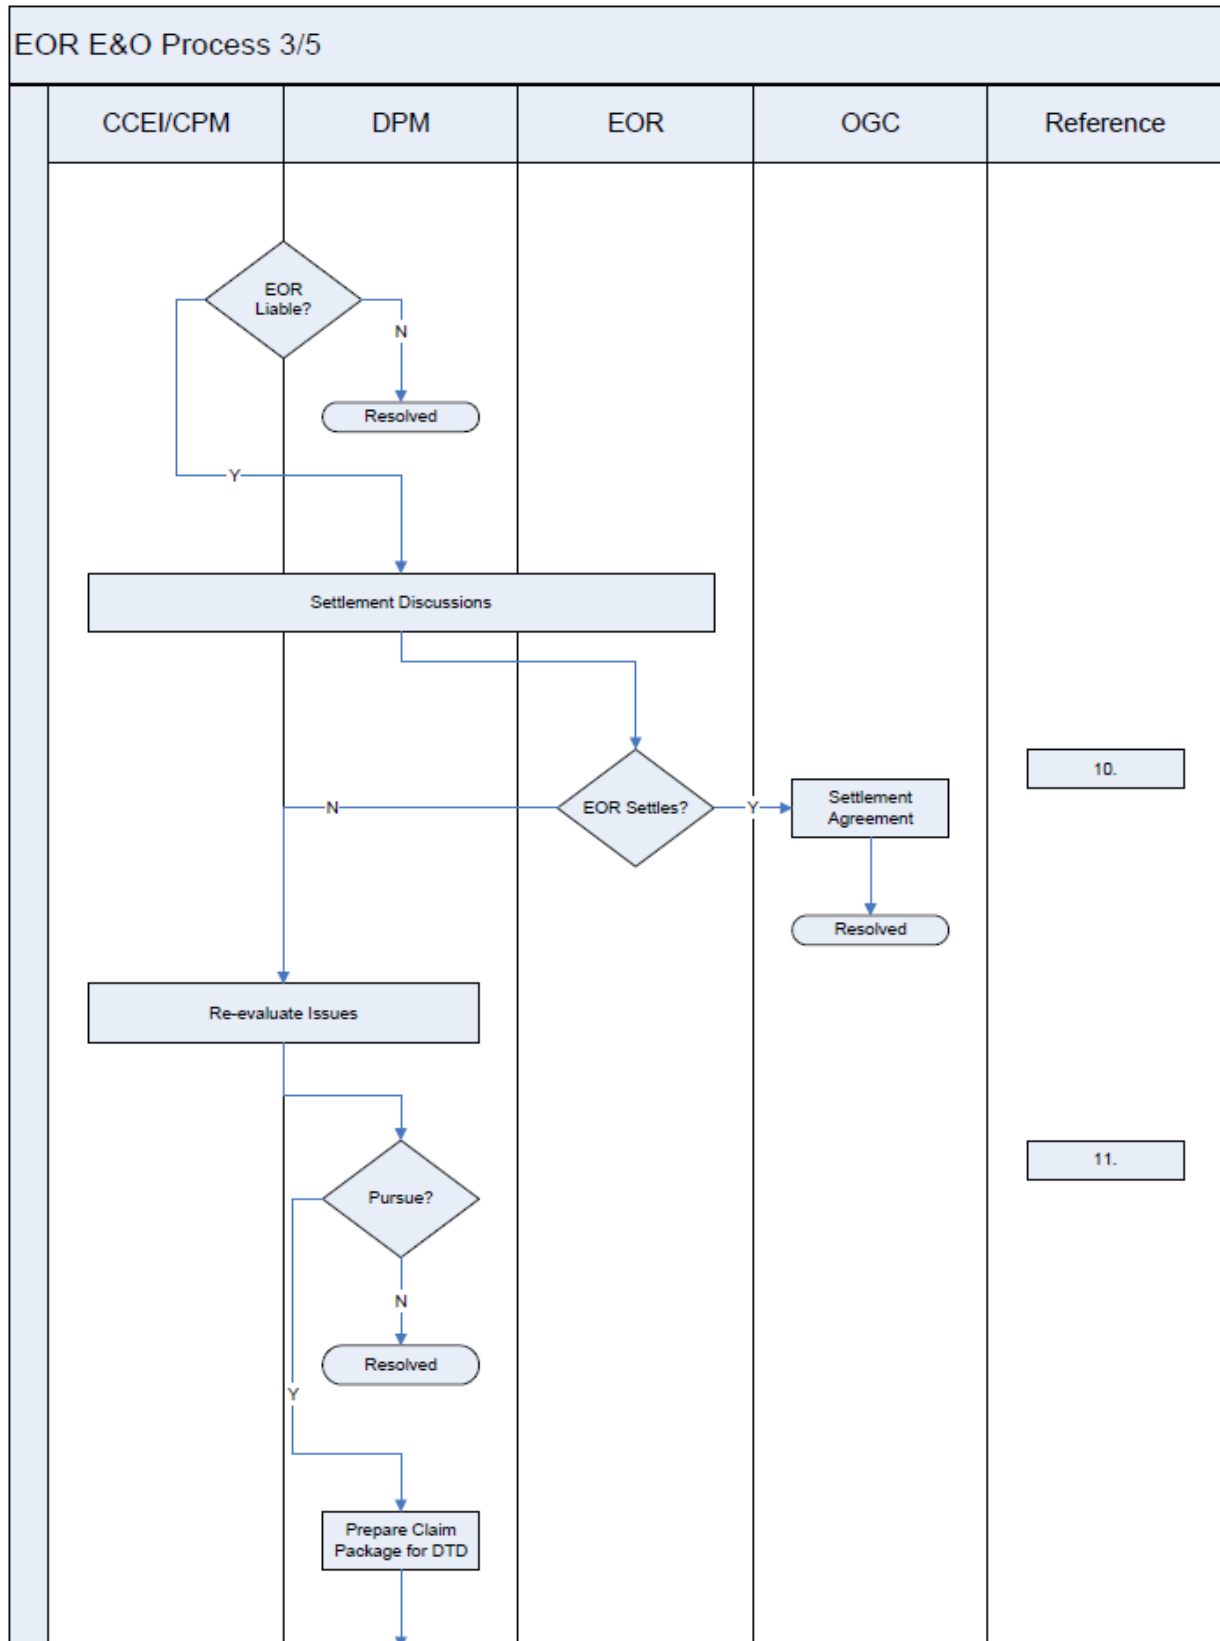 EOR E&O Process 3/5
CCEI/CPM
DPM
EOR
OGC
Reference
EOR
Liable?
N
Resolved
Y
Settlement Discussions
10.
N
EOR Settles?
Y
Settlement
Agreement
Resolved
Re-evaluate Issues
11.
Pursue?
N
Resolved
Y
Prepare Claim
Package for DTD